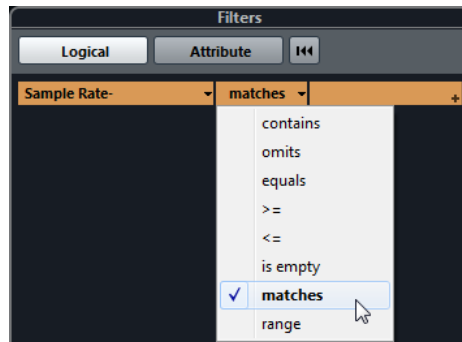 Filters
Logical Attribute
Sample Rate- matches +
contains
omits
equals
>=
<=
is empty
✓ matches
range